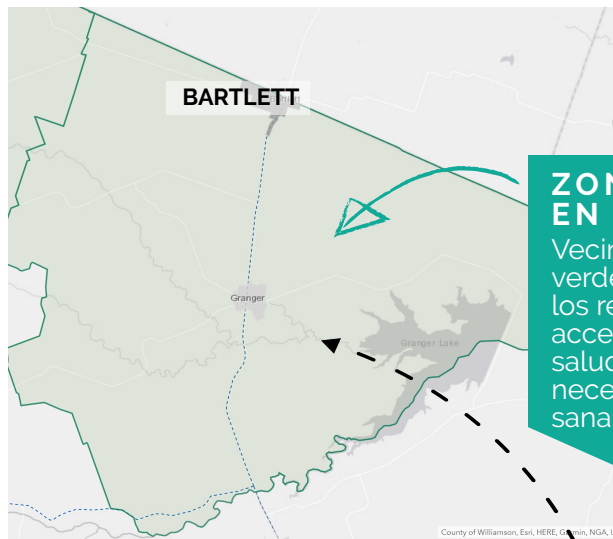 BARTLETT
ZON
EN
Vecin
verde
los re
acce
salud
nece
sana
Granger
Granger Lake
County of Williamson, Esri, HERE, Garmin, NGA, U